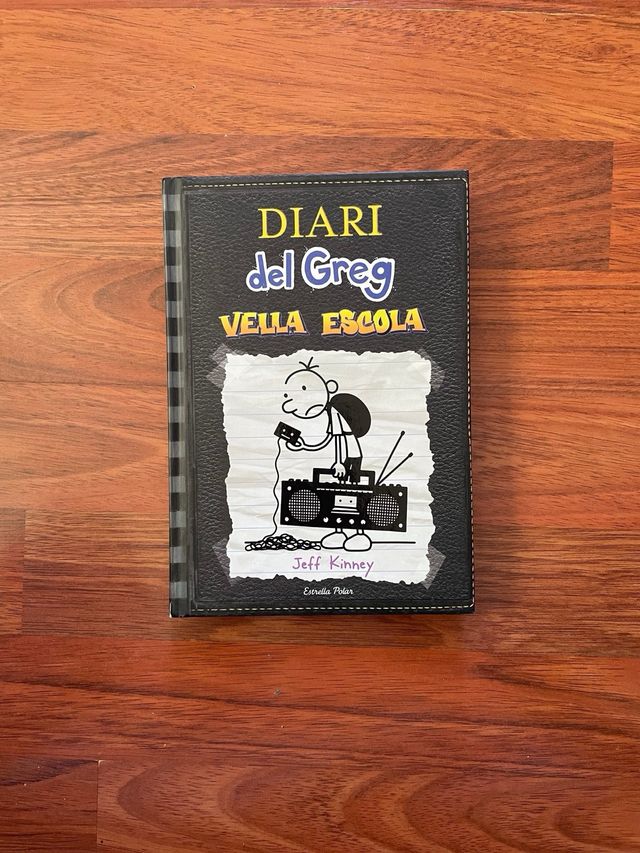 DIARI
del Greg
VELLA ESCOLA
Jeff Kinney
Estrella Polar